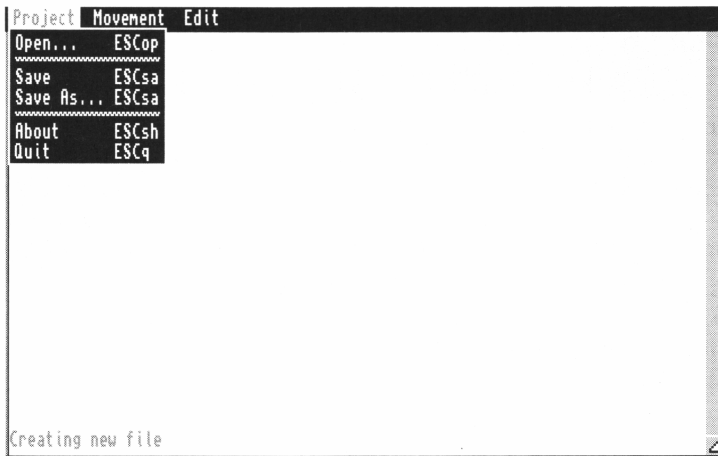 Project Movement Edit
Open... ESCop
Save ESCsa
Save As... ESCsa
About ESCsh
Quit ESCq
Creating new file